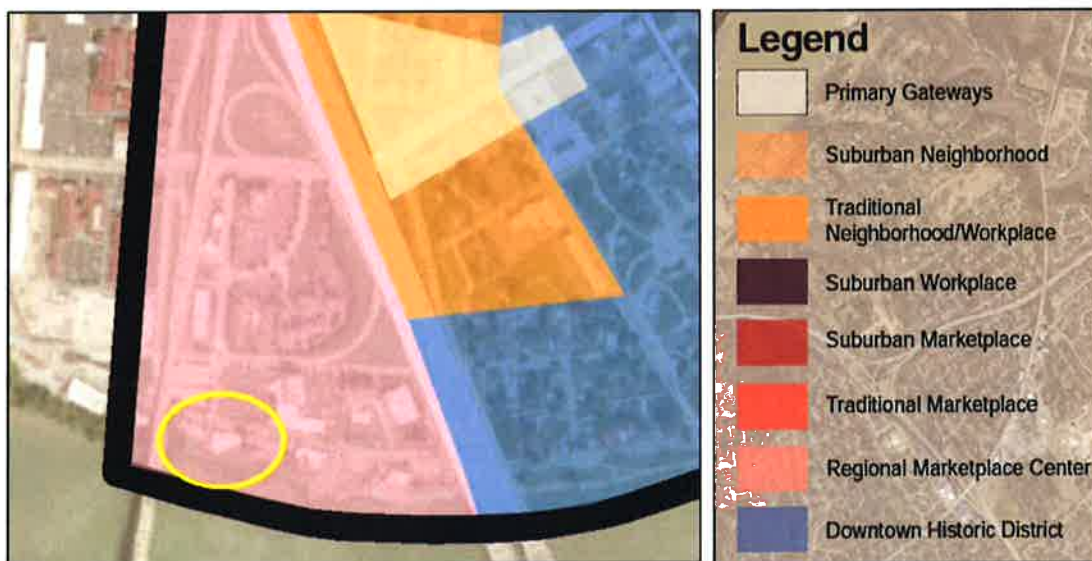 Legend
Primary Gateways
Suburban Neighborhood
Traditional
Neighborhood/Workplace
Suburban Workplace
Suburban Marketplace
Traditional Marketplace
Regional Marketplace Center
Downtown Historic District